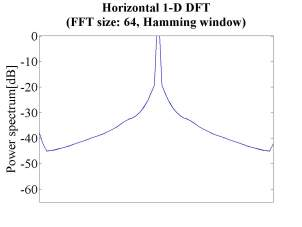 Horizontal 1-D DFT
(FFT size: 64, Hamming window)
0
-10
-20
-30
-40
-50
-60
Power spectrum[dB]